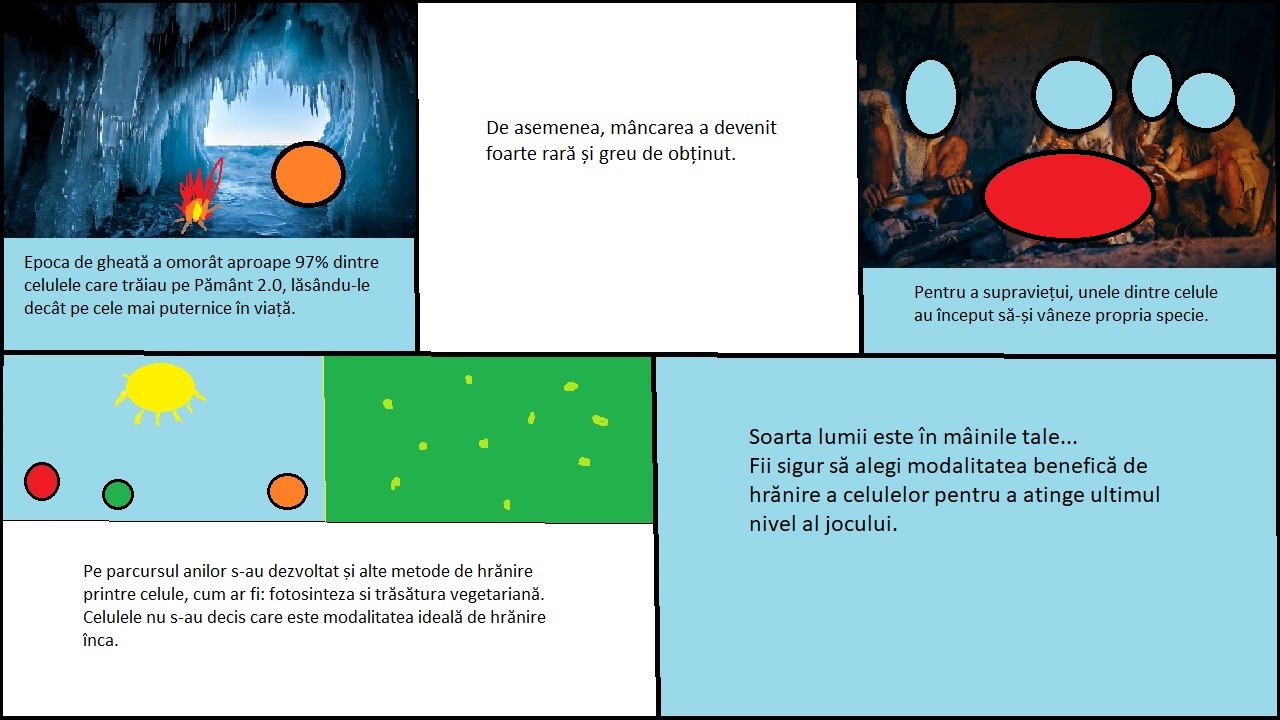 Epoca de gheată a omorât aproape 97% dintre
celulele care trăiau pe Pământ 2.0, lăsându-le
decât pe cele mai puternice în viață.
De asemenea, mâncarea a devenit
foarte rară și greu de obținut.
Pentru a supraviețui, unele dintre celule
au început să-și vâneze propria specie.
Pe parcursul anilor s-au dezvoltat și alte metode de hrănire
printre celule, cum ar fi: fotosinteza si trăsătura vegetariană.
Celulele nu s-au decis care este modalitatea ideală de hrănire
înca.
Soarta lumii este în mâinile tale...
Fii sigur să alegi modalitatea benefică de
hrănire a celulelor pentru a atinge ultimul
nivel al jocului.